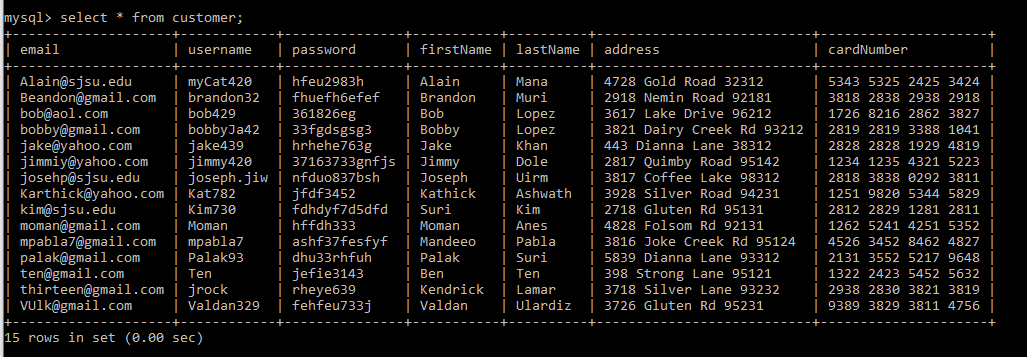 mysql> select * from customer;
+--------------------+------------+---------------+-----------+----------+--------------------------+---------------------+
| email | username | password | firstName | lastName | address | cardNumber |
+--------------------+------------+---------------+-----------+----------+--------------------------+---------------------+
| Alain@sjsu.edu | myCat420 | hfeu2983h | Alain | Mana | 4728 Gold Road 32312 | 5343 5325 2425 3424 |
| Beandon@gmail.com | brandon32 | fhuefh6efef | Brandon | Muri | 2918 Nemin Road 92181 | 3818 2838 2938 2918 |
| bob@aol.com | bob429 | 361826eg | Bob | Lopez | 3617 Lake Drive 96212 | 1726 8216 2862 3827 |
| bobby@gmail.com | bobbyJa42 | 33fgdsgsg3 | Bobby | Lopez | 3821 Dairy Creek Rd 93212 | 2819 2819 3388 1041 |
| jake@yahoo.com | jake439 | hrhehe763g | Jake | Khan | 443 Dianna Lane 38312 | 2828 2828 1929 4819 |
| jimmiy@yahoo.com | jimmy420 | 37163733gnfjs | Jimmy | Dole | 2817 Quimby Road 95142 | 1234 1235 4321 5223 |
| josehp@sjsu.edu | joseph.jiw | nfduo837bsh | Joseph | Uirm | 3817 Coffee Lake 98312 | 2818 3838 0292 3811 |
| Karthick@yahoo.com | Kat782 | jfdf3452 | Kathick | Ashwath | 3928 Silver Road 94231 | 1251 9820 5344 5829 |
| kim@sjsu.edu | Kim730 | fdhdyf7d5dfd | Suri | Kim | 2718 Gluten Rd 95131 | 2812 2829 1281 2811 |
| moman@gmail.com | Moman | hffdh333 | Moman | Anes | 4828 Folsom Rd 92131 | 1262 5241 4251 5352 |
| mpabla7@gmail.com | mpabla7 | ashf37fesfyf | Mandeeo | Pabla | 3816 Joke Creek Rd 95124 | 4526 3452 8462 4827 |
| palak@gmail.com | Palak93 | dhu33rhfuh | Palak | Suri | 5839 Dianna Lane 93312 | 2131 3552 5217 9648 |
| ten@gmail.com | Ten | jefie3143 | Ben | Ten | 398 Strong Lane 95121 | 1322 2423 5452 5632 |
| thirteen@gmail.com | jrock | rheye639 | Kendrick | Lamar | 3718 Silver Lane 93232 | 2938 2830 3821 3819 |
| VUlk@gmail.com | Valdan329 | fehfeu733j | Valdan | Ulardiz | 3726 Gluten Rd 95231 | 9389 3829 3811 4756 |
+--------------------+------------+---------------+-----------+----------+--------------------------+---------------------+
15 rows in set (0.00 sec)